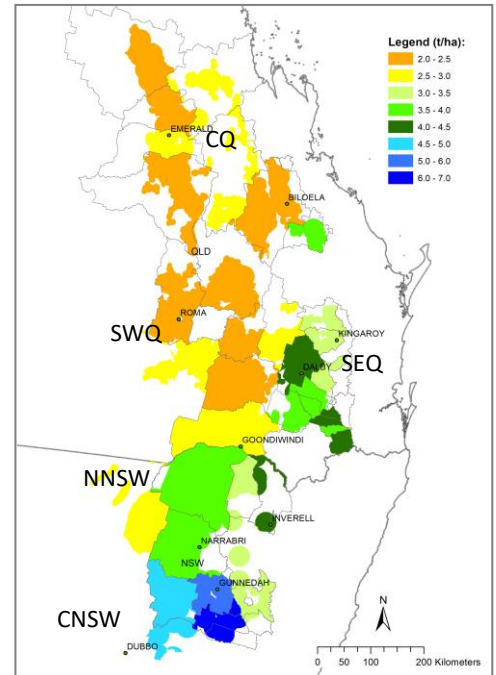 Legend (t/ha):
2.0 - 2.5
2.5 - 3.0
3.0 - 3.5
3.5 - 4.0
4.0 - 4.5
4.5 - 5.0
5.0 - 6.0
6.0 - 7.0
EMERALD
CQ
BILOELA
QLD
ROMA
SWQ
KINGAROY
SEQ
DALBY
GOONDIWINDI
NNSW
INVERELL
NARRABRI
NSW
GUNNEDAH
CNSW
DUBBO
N
0 50 100 200 Kilometers